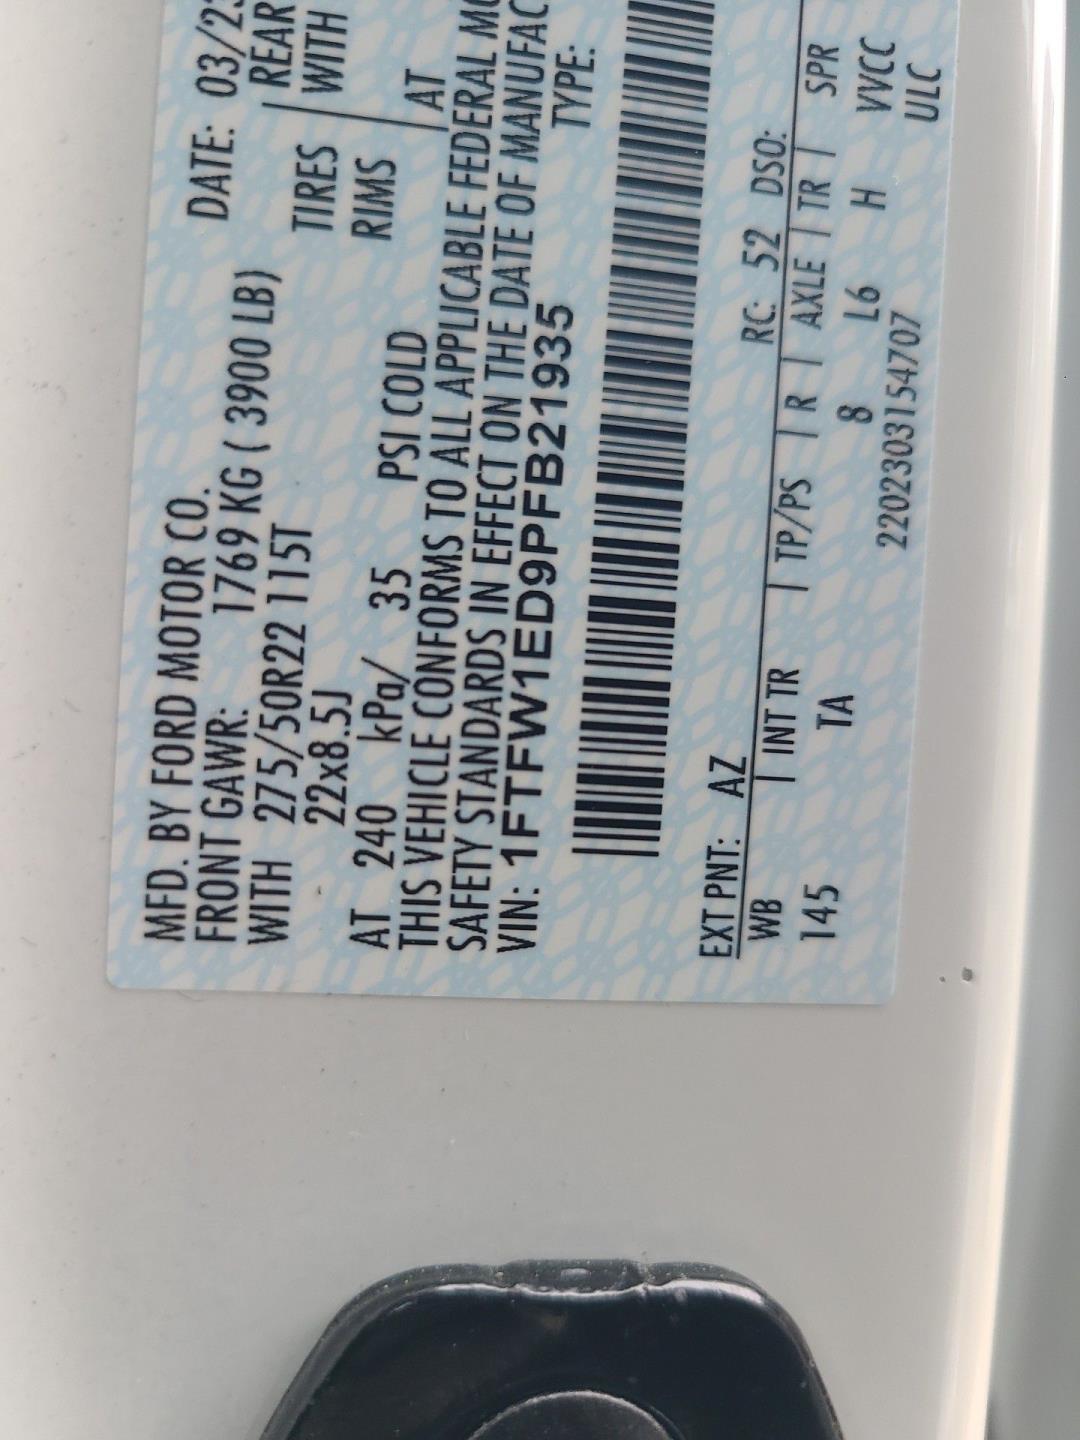 MFD. BY FORD MOTOR CO.
DATE: 03/23
FRONT GAWR: 1769 KG ( 3900 LB)
REAR
WITH 275/50R22 115T
TIRES
WITH
22x8.5J
RIMS
AT 240 kPa/ 35 PSI COLD
AT
THIS VEHICLE CONFORMS TO ALL APPLICABLE FEDERAL MO
SAFETY STANDARDS IN EFFECT ON THE DATE OF MANUFAC
VIN: 1FTFW1ED9PFB21935
TYPE:
EXT PNT: AZ RC: 52 DSO:
WB | INT TR | TP/PS | R | AXLE | TR | SPR
145 TA 8 L6 H VVCC
2202303154707 ULC